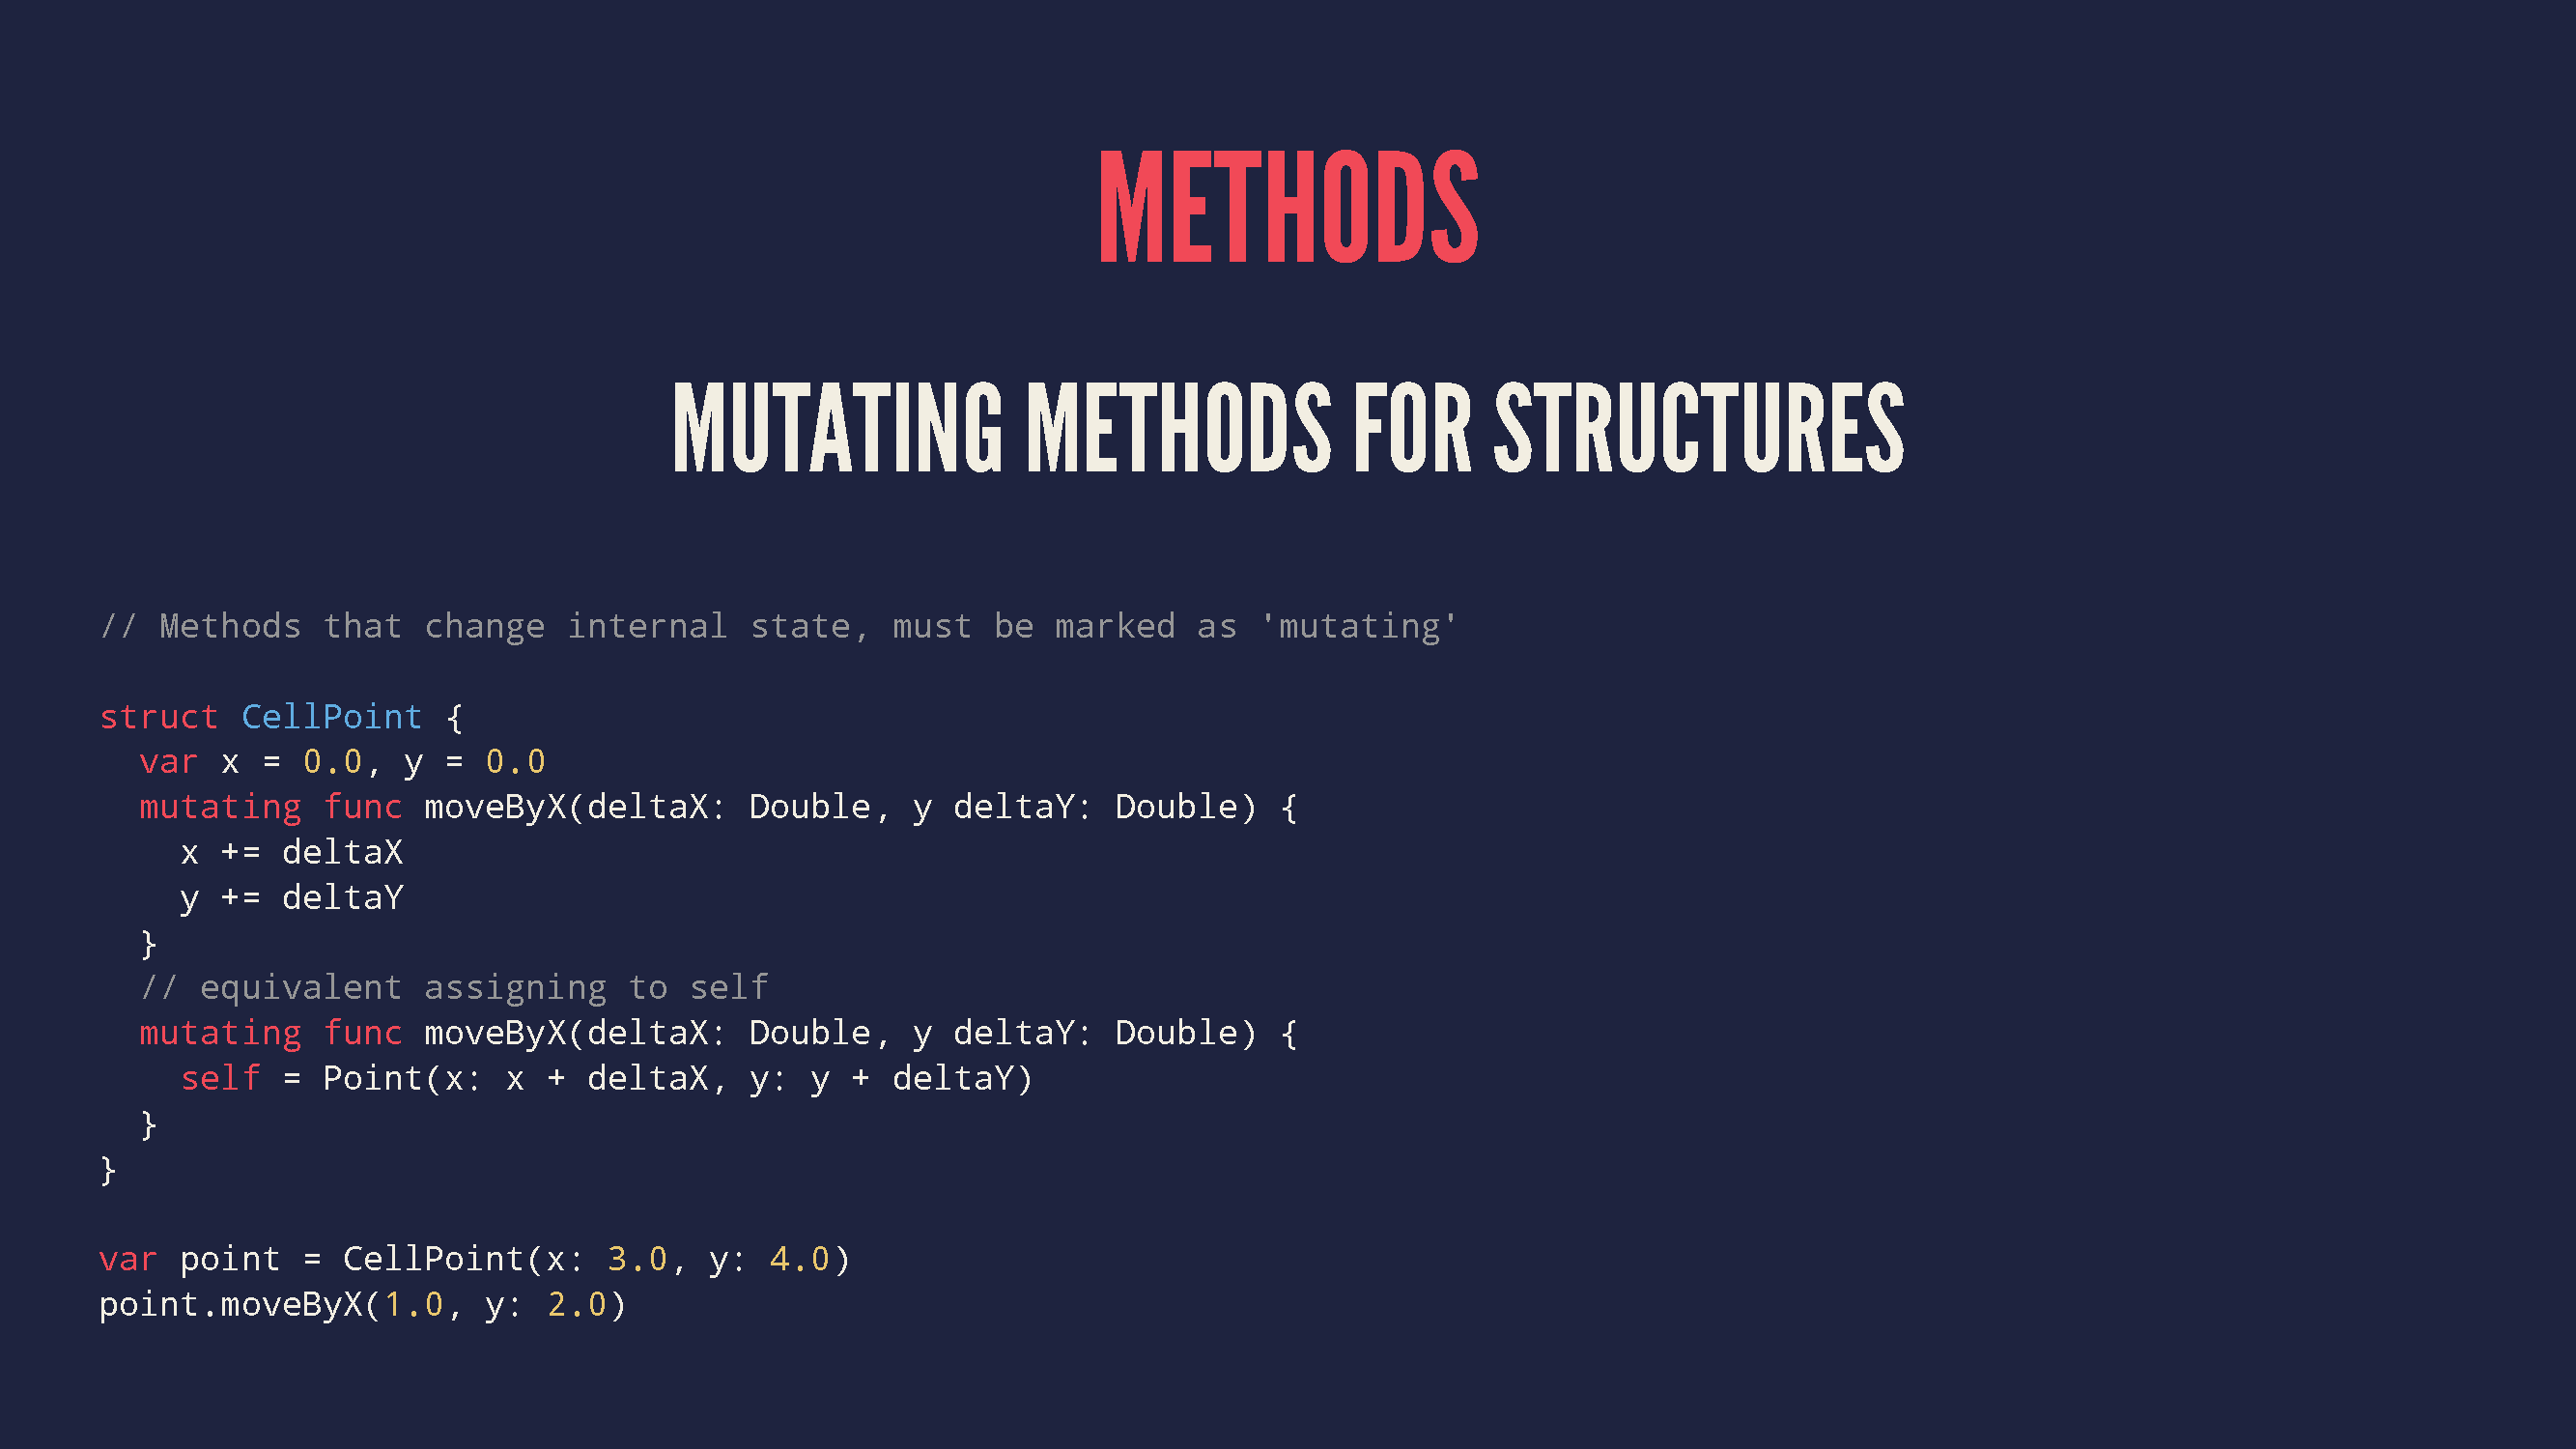 METHODS
MUTATING METHODS FOR STRUCTURES
// Methods that change internal state, must be marked as 'mutating'
struct CellPoint {
  var x = 0.0, y = 0.0
  mutating func moveByX(deltaX: Double, y deltaY: Double) {
    x += deltaX
    y += deltaY
  }
  // equivalent assigning to self
  mutating func moveByX(deltaX: Double, y deltaY: Double) {
    self = Point(x: x + deltaX, y: y + deltaY)
  }
}
var point = CellPoint(x: 3.0, y: 4.0)
point.moveByX(1.0, y: 2.0)